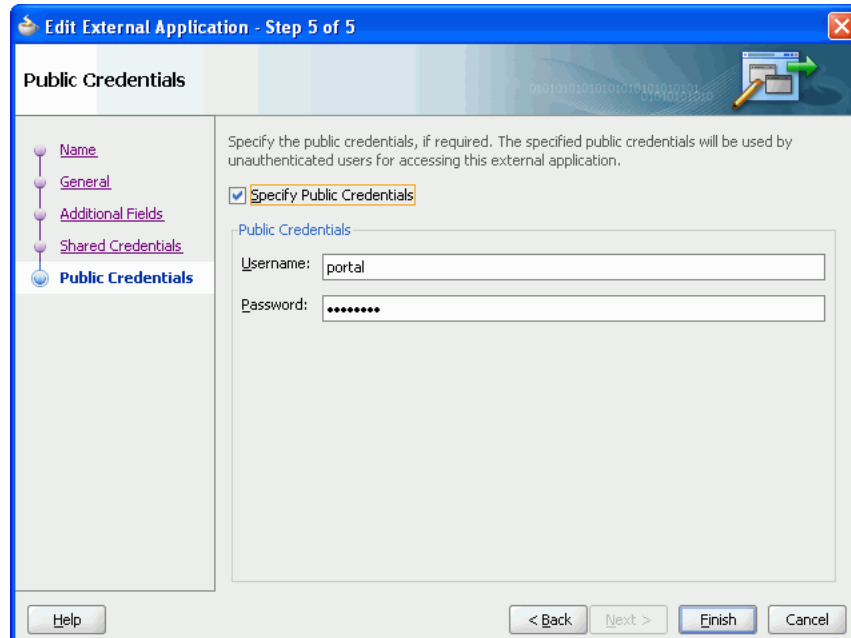 Edit External Application - Step 5 of 5
Public Credentials
Name
General
Additional Fields
Shared Credentials
Public Credentials
Specify the public credentials, if required. The specified public credentials will be used by
unauthenticated users for accessing this external application.
Specify Public Credentials
Public Credentials
Username: portal
Password: ••••••••
Help
< Back
Next >
Finish
Cancel